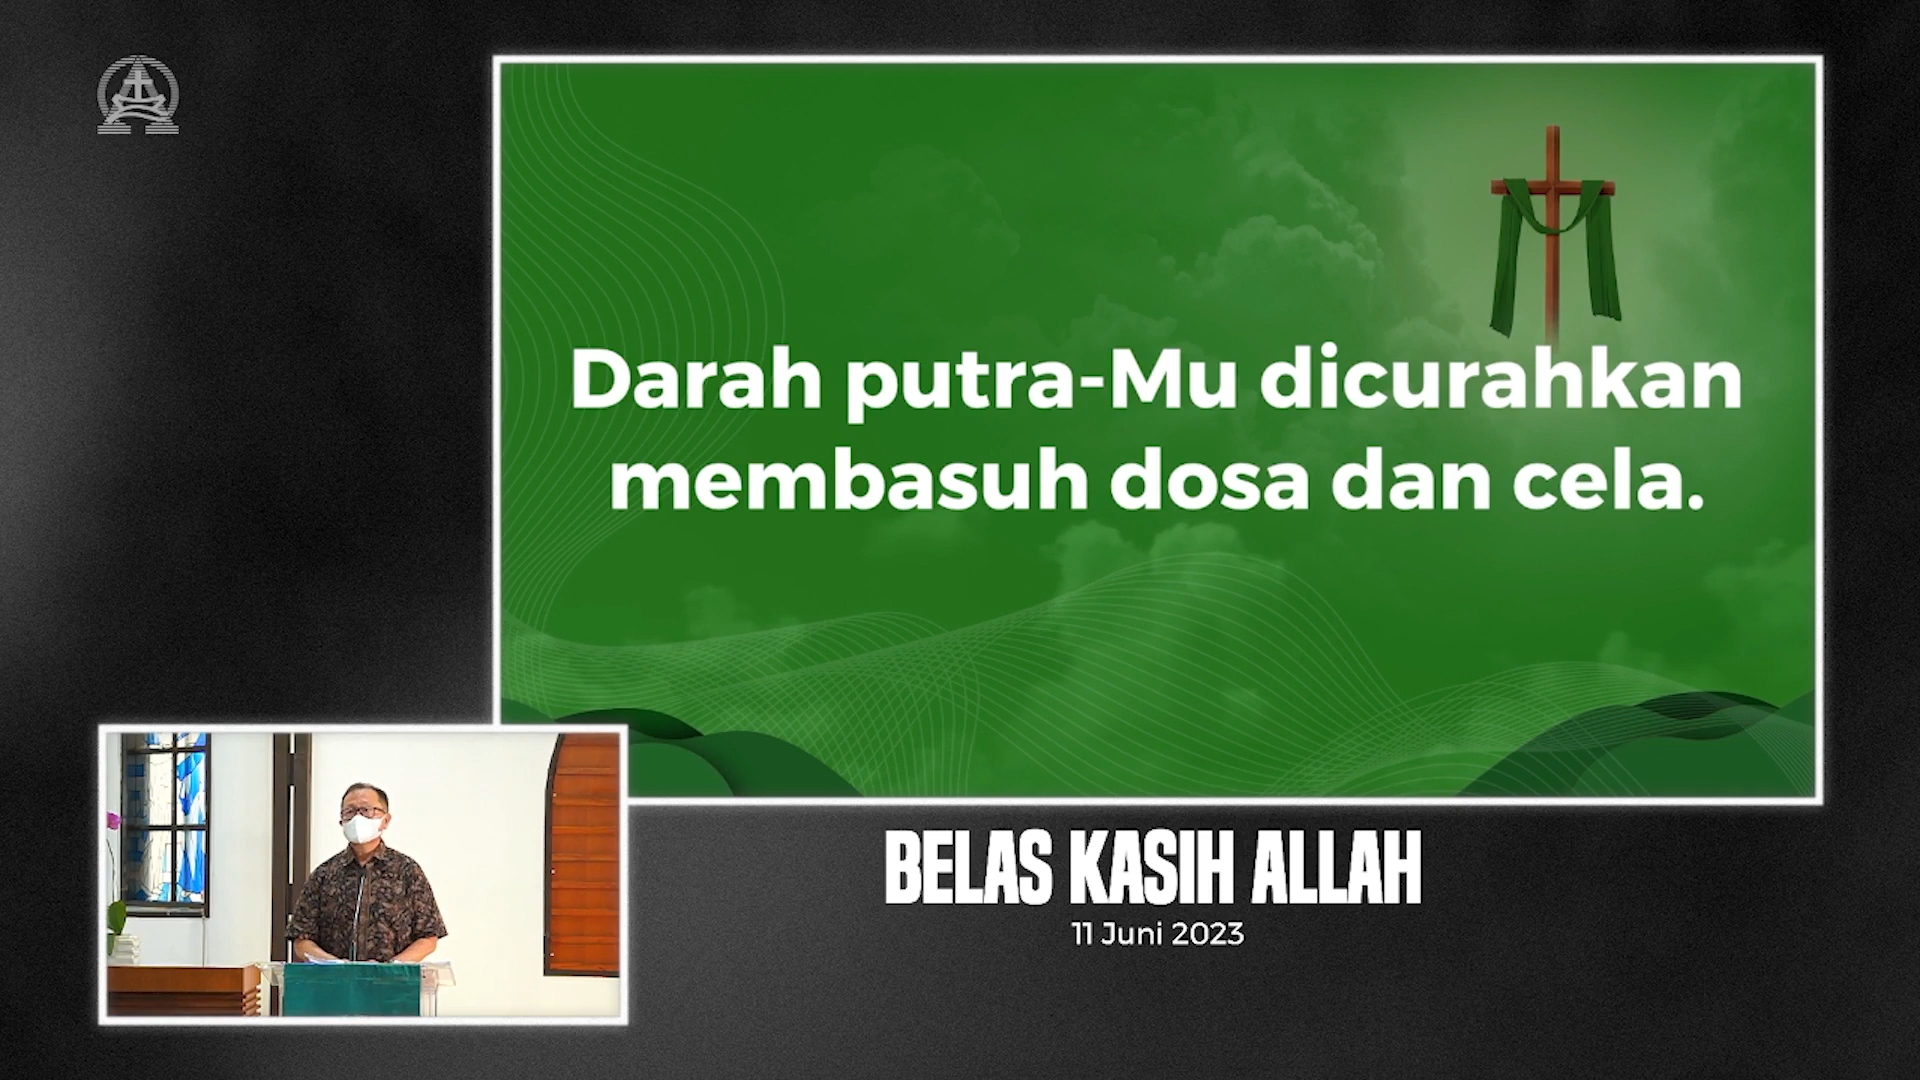 Darah putra-Mu dicurahkan
membasuh dosa dan cela.
BELAS KASIH ALLAH
11 Juni 2023